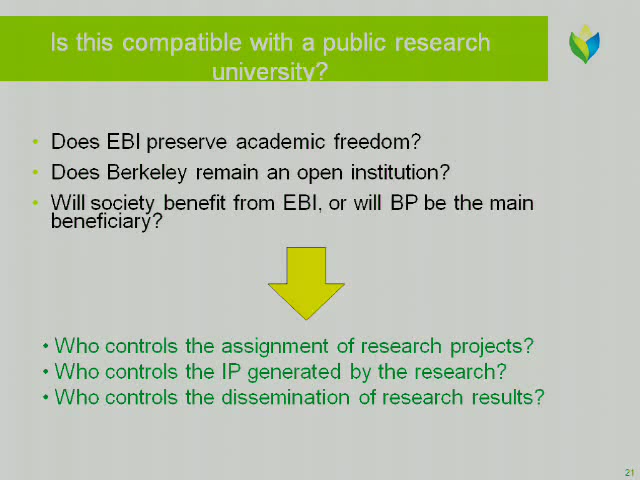 Is this compatible with a public research
university?
• Does EBI preserve academic freedom?
• Does Berkeley remain an open institution?
• Will society benefit from EBI, or will BP be the main
beneficiary?
• Who controls the assignment of research projects?
• Who controls the IP generated by the research?
• Who controls the dissemination of research results?
21